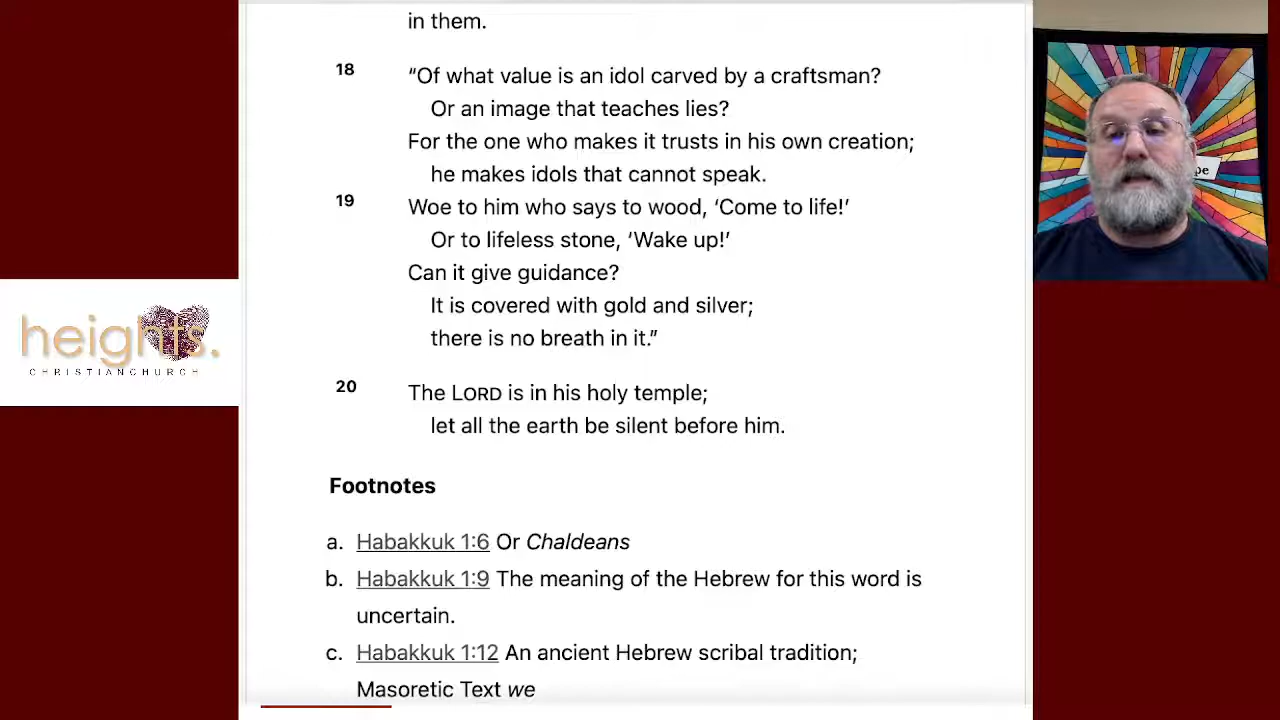 in them.
18 “Of what value is an idol carved by a craftsman?
Or an image that teaches lies?
For the one who makes it trusts in his own creation;
he makes idols that cannot speak.
19 Woe to him who says to wood, ‘Come to life!’
Or to lifeless stone, ‘Wake up!’
Can it give guidance?
It is covered with gold and silver;
there is no breath in it.”
20 The LORD is in his holy temple;
let all the earth be silent before him.
Footnotes
a. Habakkuk 1:6 Or Chaldeans
b. Habakkuk 1:9 The meaning of the Hebrew for this word is
uncertain.
c. Habakkuk 1:12 An ancient Hebrew scribal tradition;
Masoretic Text we
heights.
CHRISTIANCHURCH
pe